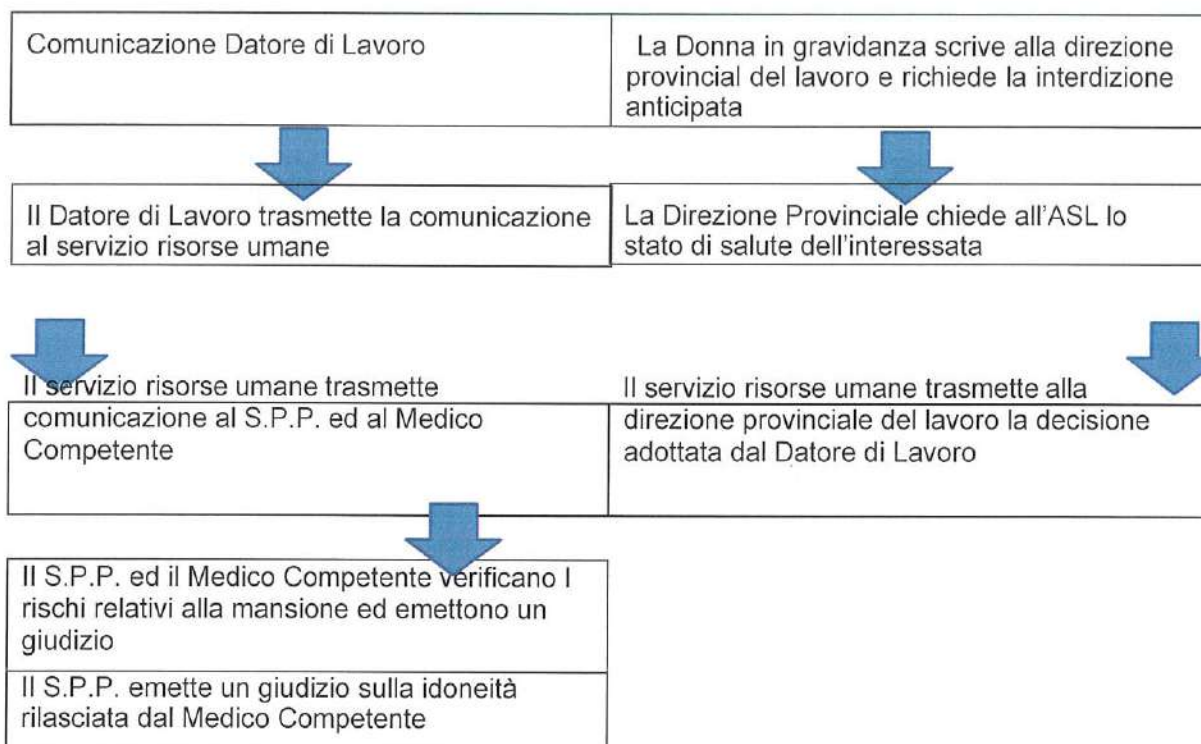 Comunicazione Datore di Lavoro
La Donna in gravidanza scrive alla direzione
provincial del lavoro e richiede la interdizione
anticipata
Il Datore di Lavoro trasmette la comunicazione
al servizio risorse umane
La Direzione Provinciale chiede all'ASL lo
stato di salute dell'interessata
Il servizio risorse umane trasmette
comunicazione al S.P.P. ed al Medico
Competente
Il servizio risorse umane trasmette alla
direzione provinciale del lavoro la decisione
adottata dal Datore di Lavoro
Il S.P.P. ed il Medico Competente verificano I
rischi relativi alla mansione ed emettono un
giudizio
Il S.P.P. emette un giudizio sulla idoneità
rilasciata dal Medico Competente